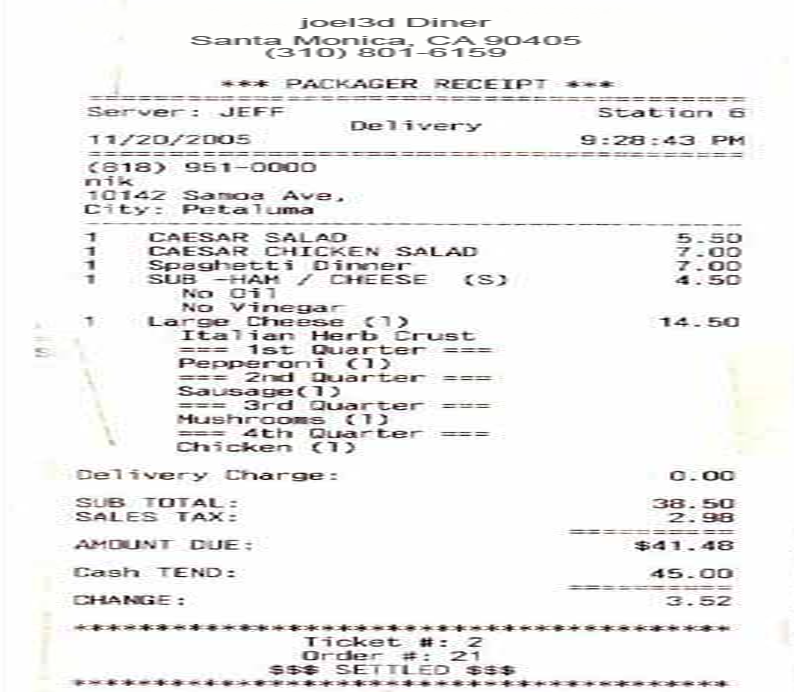 joel3d Diner
Santa Monica, CA 90405
(310) 801-6159
*** PACKAGER RECEIPT ***
========================================
Server: JEFF Station 6
Delivery
11/20/2005 9:28:43 PM
========================================
(818) 951-0000
nik
10142 Samoa Ave,
City: Petaluma
----------------------------------------
1 CAESAR SALAD 5.50
1 CAESAR CHICKEN SALAD 7.00
1 Spaghetti Dinner 7.00
1 SUB -HAM / CHEESE (S) 4.50
No Oil
No Vinegar
1 Large Cheese (1) 14.50
Italian Herb Crust
=== 1st Quarter ===
Pepperoni (1)
=== 2nd Quarter ===
Sausage(1)
=== 3rd Quarter ===
Mushrooms (1)
=== 4th Quarter ===
Chicken (1)
Delivery Charge: 0.00
SUB TOTAL: 38.50
SALES TAX: 2.98
==========
AMOUNT DUE: $41.48
Cash TEND: 45.00
==========
CHANGE: 3.52
****************************************
Ticket #: 2
Order #: 21
$$$ SETTLED $$$
****************************************